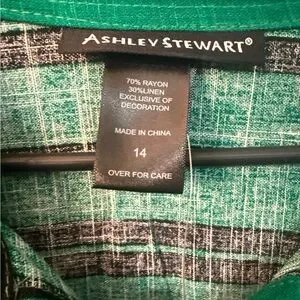 ASHLEY STEWART®
70% RAYON
30%LINEN
EXCLUSIVE OF
DECORATION
MADE IN CHINA
14
OVER FOR CARE